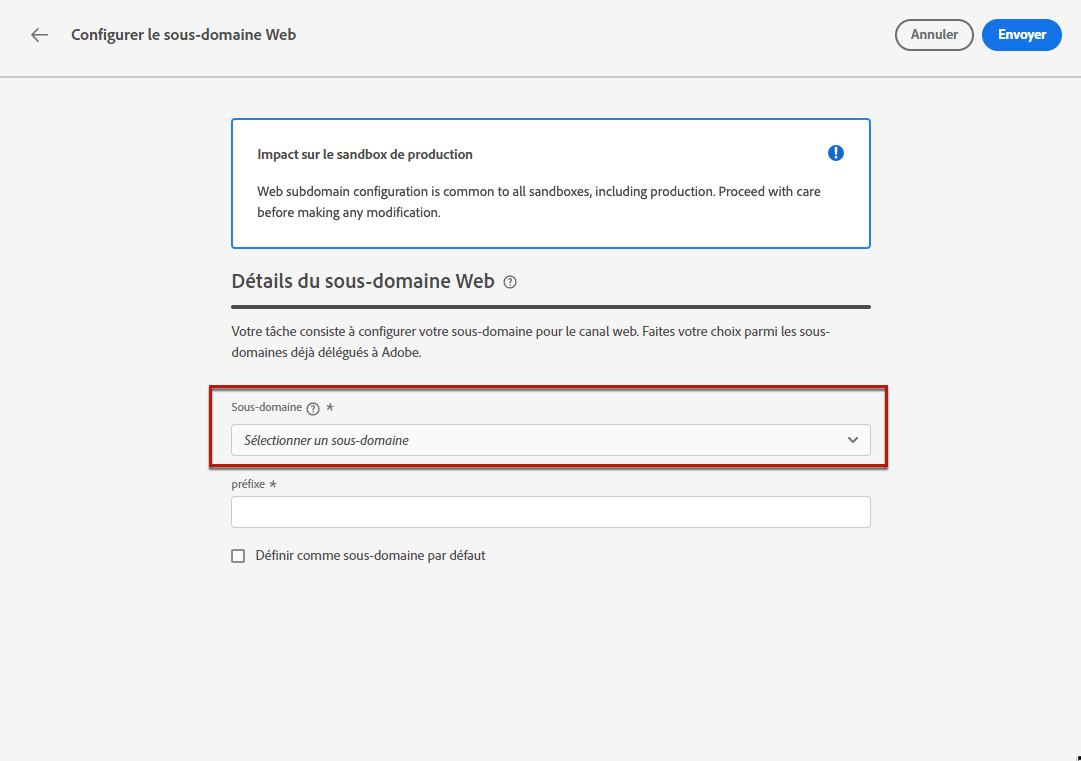 Configurer le sous-domaine Web
Annuler
Envoyer
Impact sur le sandbox de production
Web subdomain configuration is common to all sandboxes, including production. Proceed with care
before making any modification.
Détails du sous-domaine Web
Votre tâche consiste à configurer votre sous-domaine pour le canal web. Faites votre choix parmi les sous-
domaines déjà délégués à Adobe.
Sous-domaine *
Sélectionner un sous-domaine
préfixe *
Définir comme sous-domaine par défaut